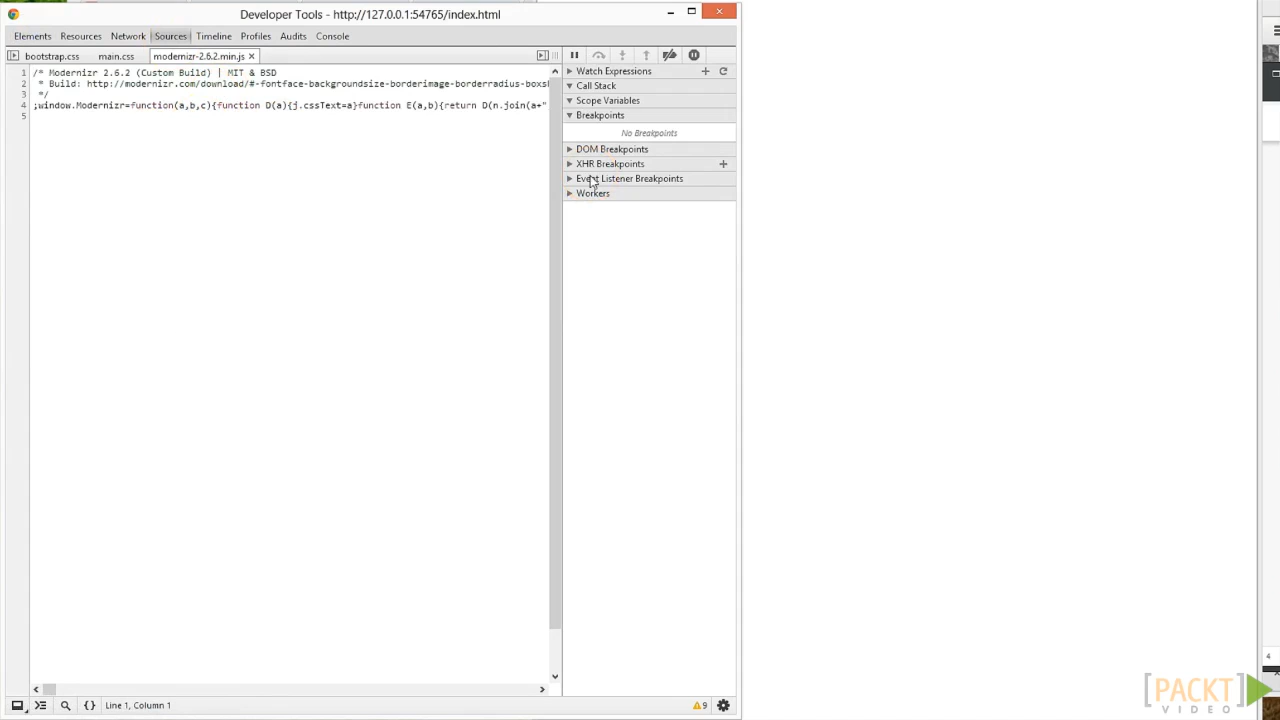 Developer Tools - http://127.0.0.1:54765/index.html
Elements Resources Network Sources Timeline Profiles Audits Console
bootstrap.css main.css modernizr-2.6.2.min.js ×
1 /* Modernizr 2.6.2 (Custom Build) | MIT & BSD
2 * Build: http://modernizr.com/download/#-fontface-backgroundsize-borderimage-borderradius-boxsh
3 */
4 ;window.Modernizr=function(a,b,c){function D(a){j.cssText=a}function E(a,b){return D(n.join(a+"
5
Watch Expressions
Call Stack
Scope Variables
Breakpoints
No Breakpoints
DOM Breakpoints
XHR Breakpoints
Event Listener Breakpoints
Workers
{ } Line 1, Column 1
9
4
[PACKT]
VIDEO